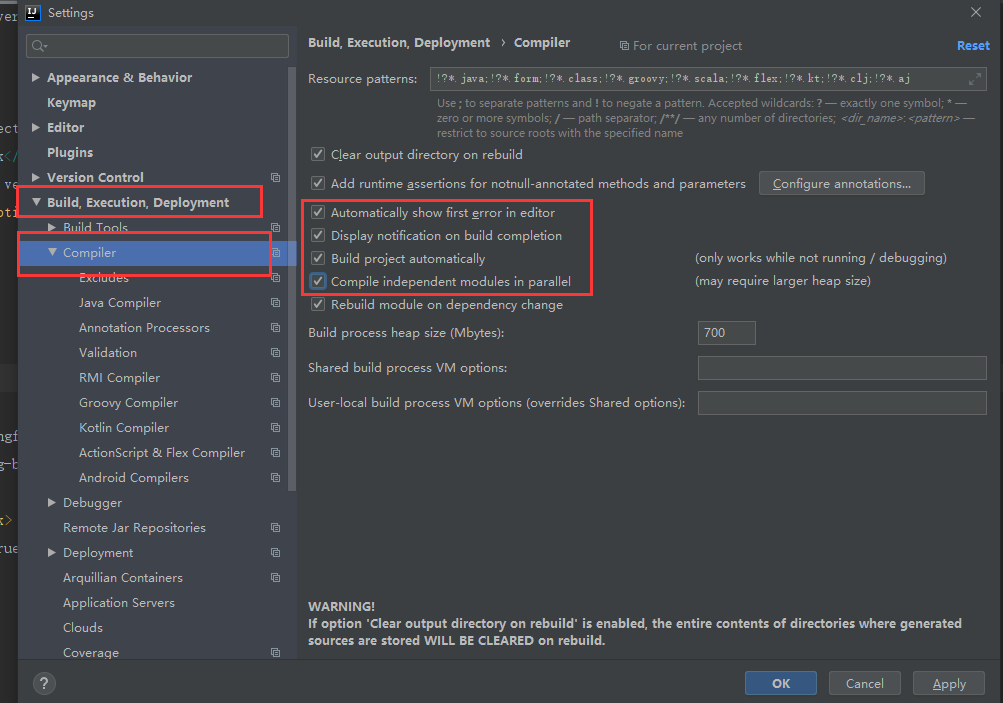 Settings
ver
Build, Execution, Deployment › Compiler
For current project
Reset
Appearance & Behavior
Keymap
Editor
Plugins
Version Control
Build, Execution, Deployment
Build Tools
Compiler
Excludes
Java Compiler
Annotation Processors
Validation
RMI Compiler
Groovy Compiler
Kotlin Compiler
ActionScript & Flex Compiler
Android Compilers
Debugger
Remote Jar Repositories
Deployment
Arquillian Containers
Application Servers
Clouds
Coverage
Resource patterns:
!?*.java;!?*.form;!?*.class;!?*.groovy;!?*.scala;!?*.flex;!?*.kt;!?*.clj;!?*.aj
Use ; to separate patterns and ! to negate a pattern. Accepted wildcards: ? — exactly one symbol; * —
zero or more symbols; / — path separator; /**/ — any number of directories; <dir_name>:<pattern> —
restrict to source roots with the specified name
Clear output directory on rebuild
Add runtime assertions for notnull-annotated methods and parameters
Configure annotations...
Automatically show first error in editor
Display notification on build completion
Build project automatically
(only works while not running / debugging)
Compile independent modules in parallel
(may require larger heap size)
Rebuild module on dependency change
Build process heap size (Mbytes):
700
Shared build process VM options:
User-local build process VM options (overrides Shared options):
WARNING!
If option 'Clear output directory on rebuild' is enabled, the entire contents of directories where generated
sources are stored WILL BE CLEARED on rebuild.
?
OK
Cancel
Apply